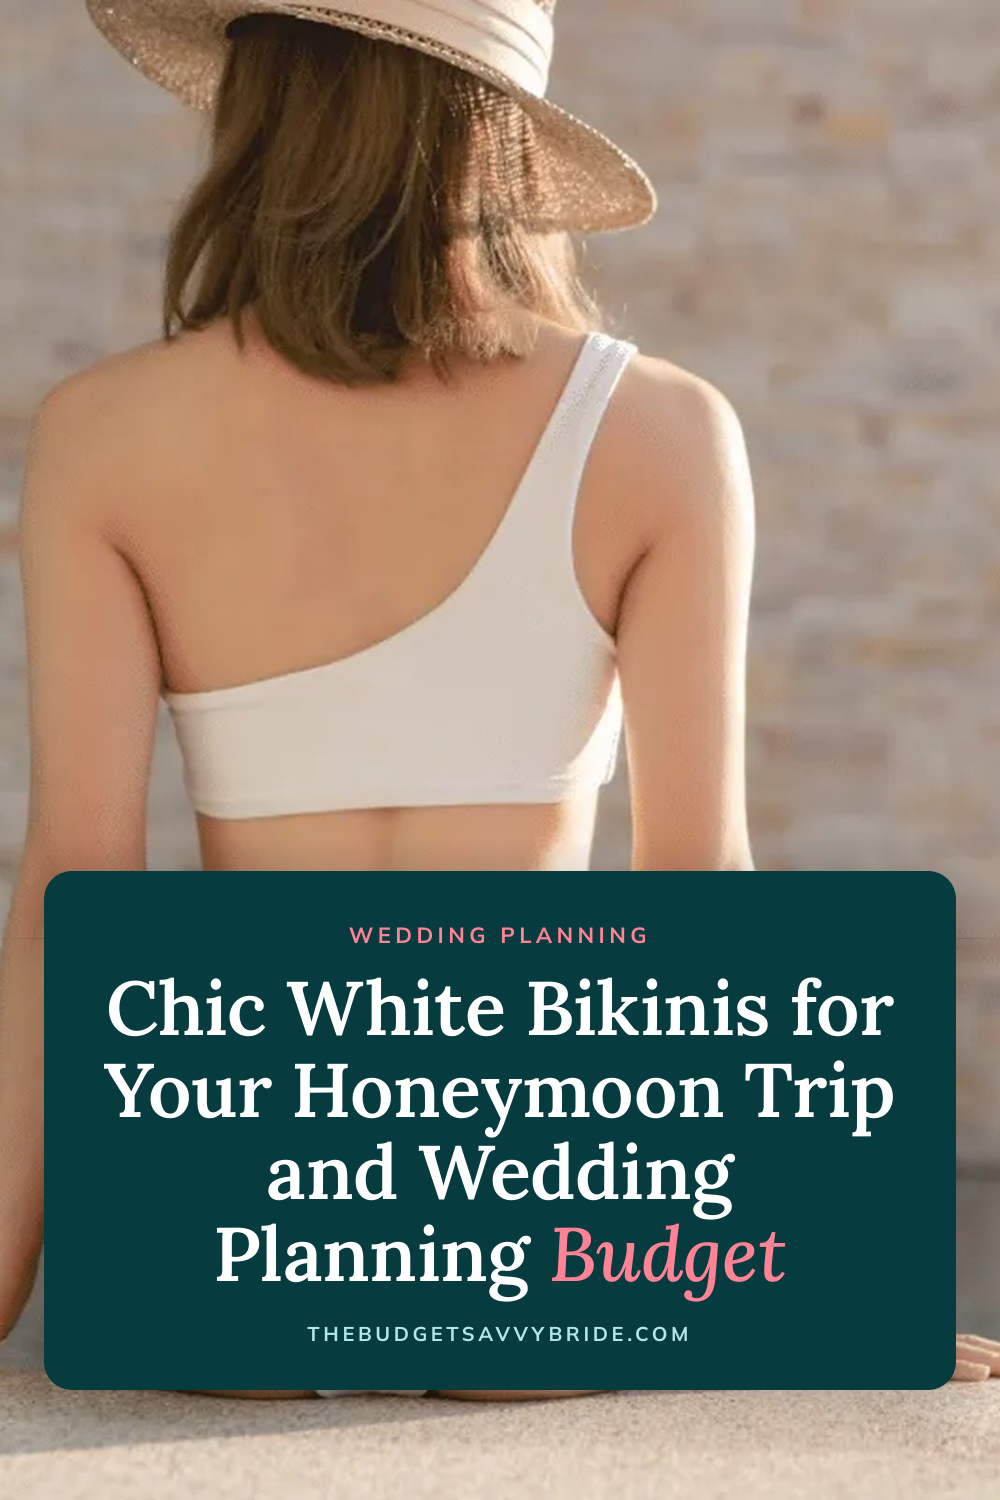 WEDDING PLANNING
Chic White Bikinis for
Your Honeymoon Trip
and Wedding
Planning Budget
THEBUDGETSAVVYBRIDE.COM